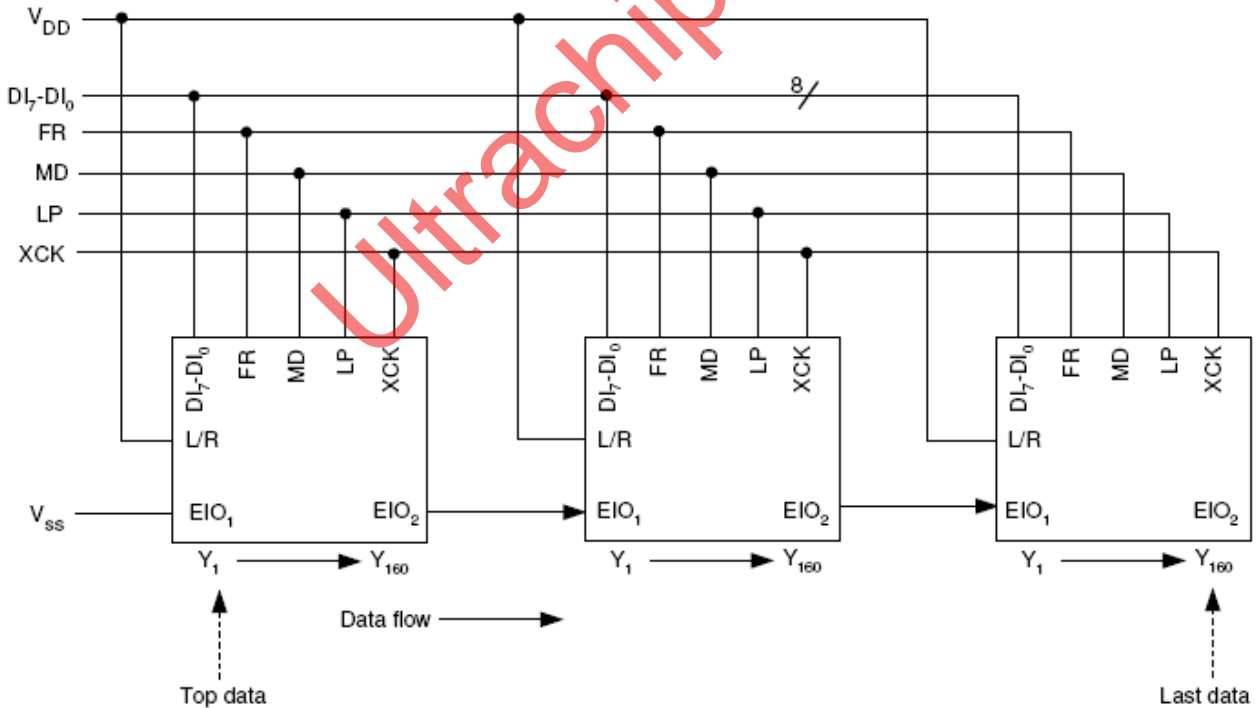 V_DD
DI₇-DI₀
8
FR
MD
LP
XCK
Ultrachip
DI₇-DI₀ FR MD LP XCK
L/R
V_SS
EIO₁ EIO₂
Y₁ Y₁₆₀
DI₇-DI₀ FR MD LP XCK
L/R
EIO₁ EIO₂
Y₁ Y₁₆₀
DI₇-DI₀ FR MD LP XCK
L/R
EIO₁ EIO₂
Y₁ Y₁₆₀
Data flow
Top data
Last data